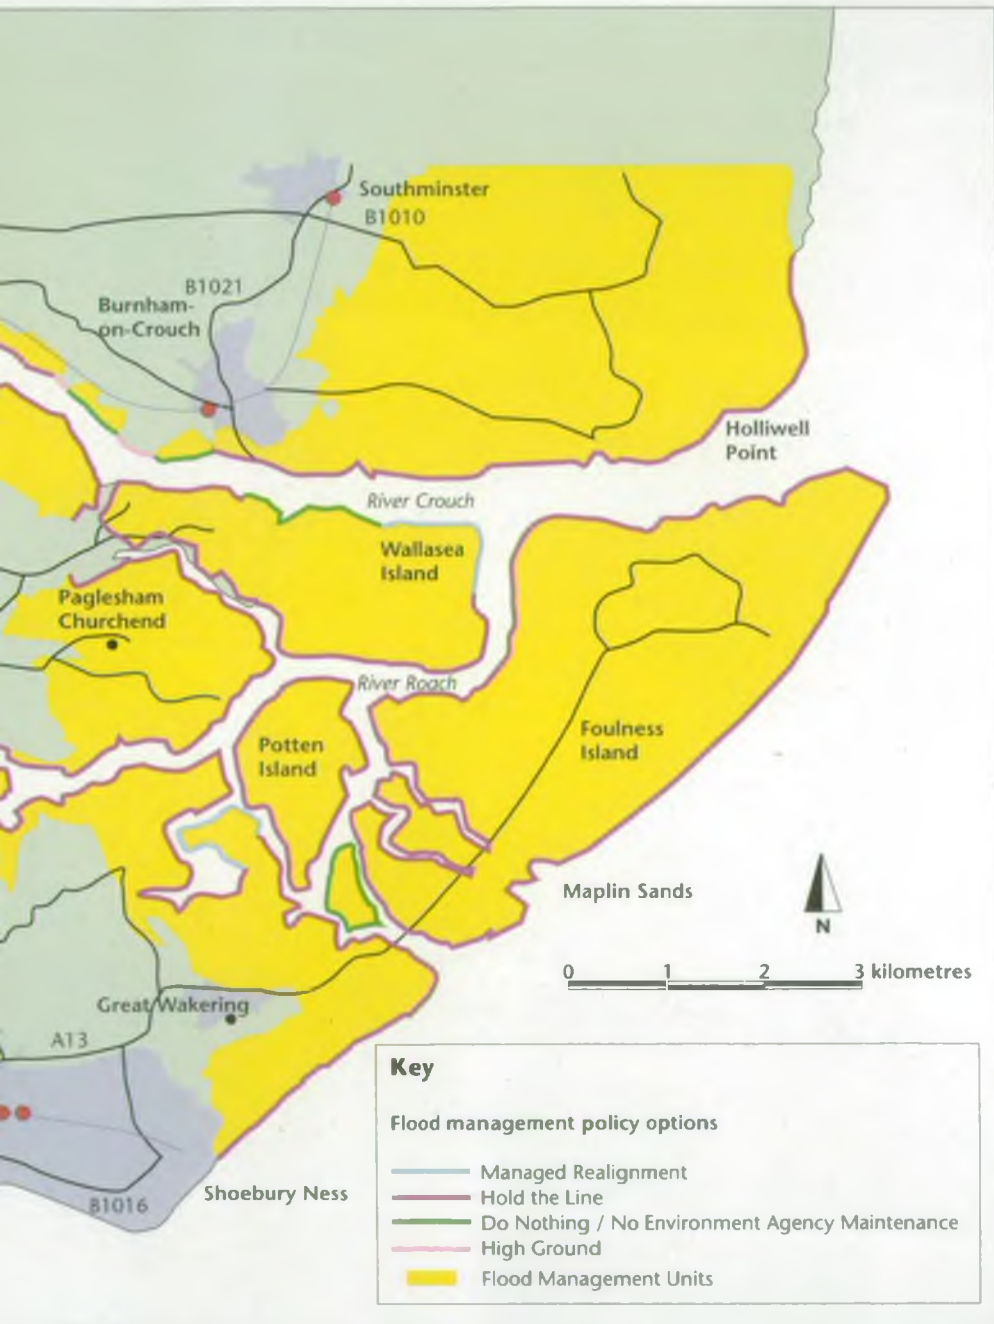 Southminster
B1010
B1021
Burnham-
on-Crouch
Holliwell
Point
River Crouch
Wallasea
Island
Paglesham
Churchend
River Roach
Potten
Island
Foulness
Island
Maplin Sands
N
0 1 2 3 kilometres
Great Wakering
A13
B1016
Shoebury Ness
Key
Flood management policy options
Managed Realignment
Hold the Line
Do Nothing / No Environment Agency Maintenance
High Ground
Flood Management Units